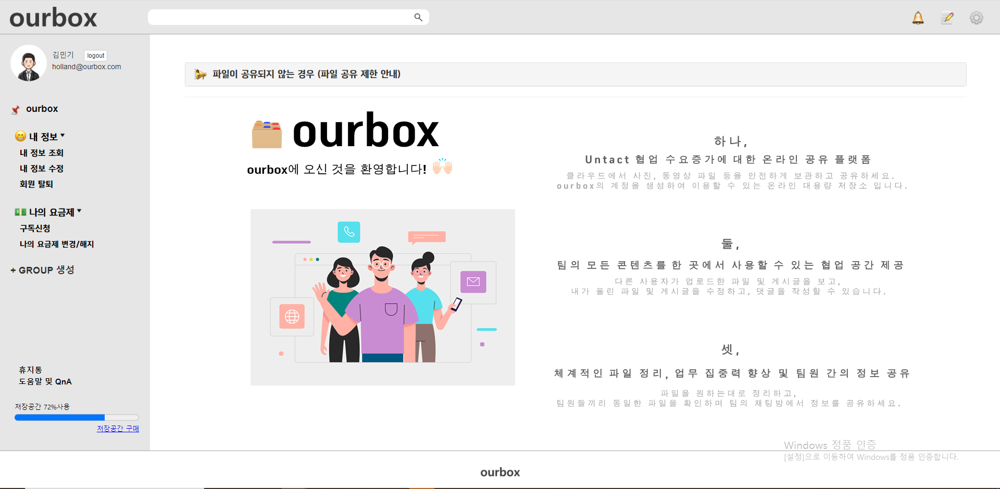 ourbox
김민기
logout
holland@ourbox.com
ourbox
내 정보
내 정보 조회
내 정보 수정
회원 탈퇴
나의 요금제
구독신청
나의 요금제 변경/해지
+ GROUP 생성
휴지통
도움말 및 QnA
저장공간 72%사용
저장공간 구매
파일이 공유되지 않는 경우 (파일 공유 제한 안내)
ourbox
ourbox에 오신 것을 환영합니다!
하나,
Untact 협업 수요증가에 대한 온라인 공유 플랫폼
클라우드에서 사진, 동영상 파일 등을 안전하게 보관하고 공유하세요.
ourbox의 계정을 생성하여 이용할 수 있는 온라인 대용량 저장소 입니다.
둘,
팀의 모든 콘텐츠를 한 곳에서 사용할 수 있는 협업 공간 제공
다른 사용자가 업로드한 파일 및 게시글을 보고,
내가 올린 파일 및 게시글을 수정하고, 댓글을 작성할 수 있습니다.
셋,
체계적인 파일 정리, 업무 집중력 향상 및 팀원 간의 정보 공유
파일을 원하는대로 정리하고,
팀원들끼리 동일한 파일을 확인하며 팀의 채팅방에서 정보를 공유하세요.
Windows 정품 인증
[설정]으로 이동하여 Windows를 정품 인증합니다.
ourbox